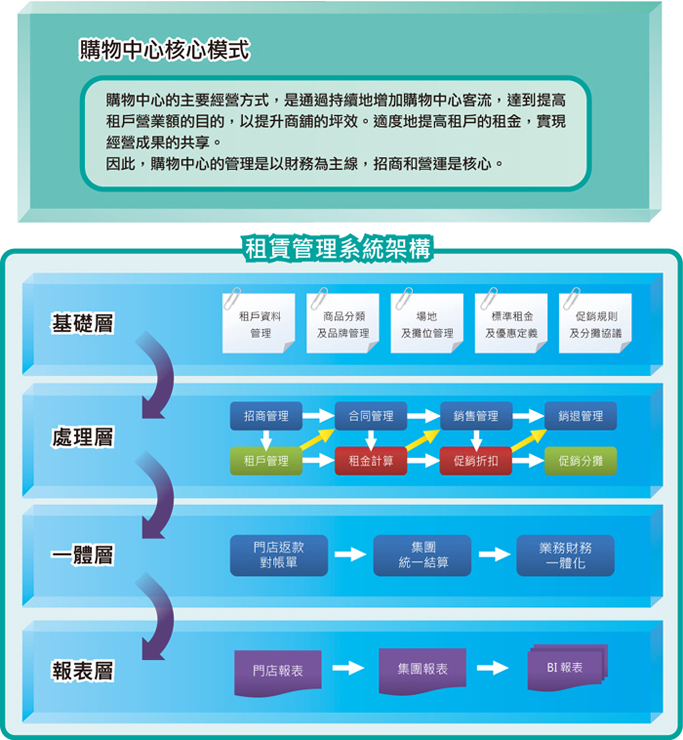 購物中心核心模式
購物中心的主要經營方式，是通過持續地增加購物中心客流，達到提高
租戶營業額的目的，以提升商舖的坪效。適度地提高租戶的租金，實現
經營成果的共享。
因此，購物中心的管理是以財務為主線，招商和營運是核心。
租賃管理系統架構
基礎層
租戶資料
管理
商品分類
及品牌管理
場地
及攤位管理
標準租金
及優惠定義
促銷規則
及分攤協議
處理層
招商管理
合同管理
銷售管理
銷退管理
租戶管理
租金計算
促銷折扣
促銷分攤
一體層
門店返款
對帳單
集團
統一結算
業務財務
一體化
報表層
門店報表
集團報表
BI 報表